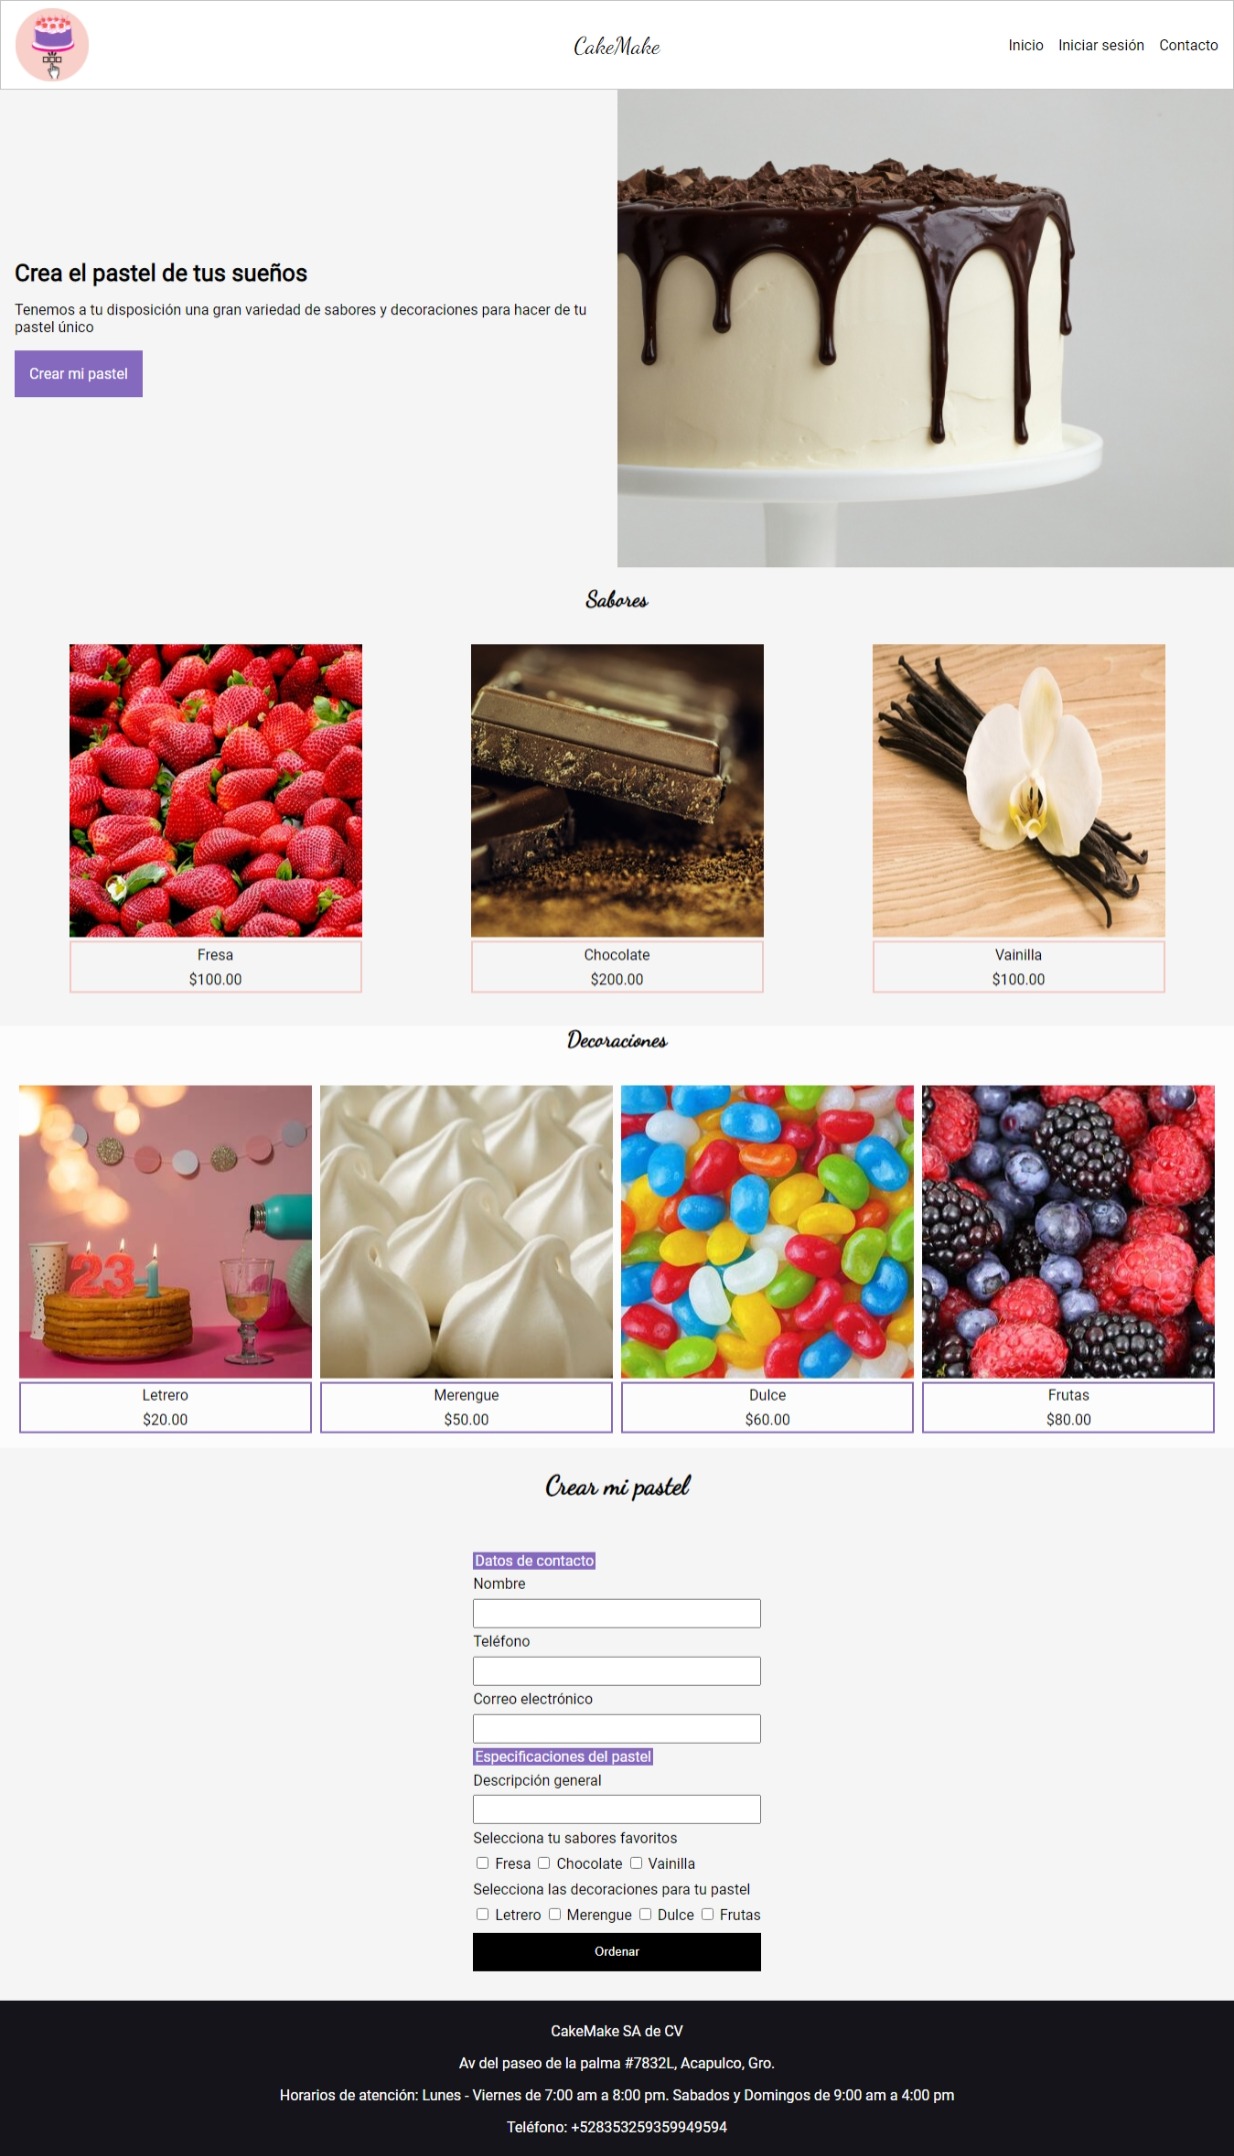 CakeMake
Inicio Iniciar sesión Contacto
Crea el pastel de tus sueños
Tenemos a tu disposición una gran variedad de sabores y decoraciones para hacer de tu
pastel único
Crear mi pastel
Sabores
Fresa
$100.00
Chocolate
$200.00
Vainilla
$100.00
Decoraciones
23
Letrero
$20.00
Merengue
$50.00
Dulce
$60.00
Frutas
$80.00
Crear mi pastel
Datos de contacto
Nombre
Teléfono
Correo electrónico
Especificaciones del pastel
Descripción general
Selecciona tu sabores favoritos
Fresa Chocolate Vainilla
Selecciona las decoraciones para tu pastel
Letrero Merengue Dulce Frutas
Ordenar
CakeMake SA de CV
Av del paseo de la palma #7832L, Acapulco, Gro.
Horarios de atención: Lunes - Viernes de 7:00 am a 8:00 pm. Sabados y Domingos de 9:00 am a 4:00 pm
Teléfono: +528353259359949594